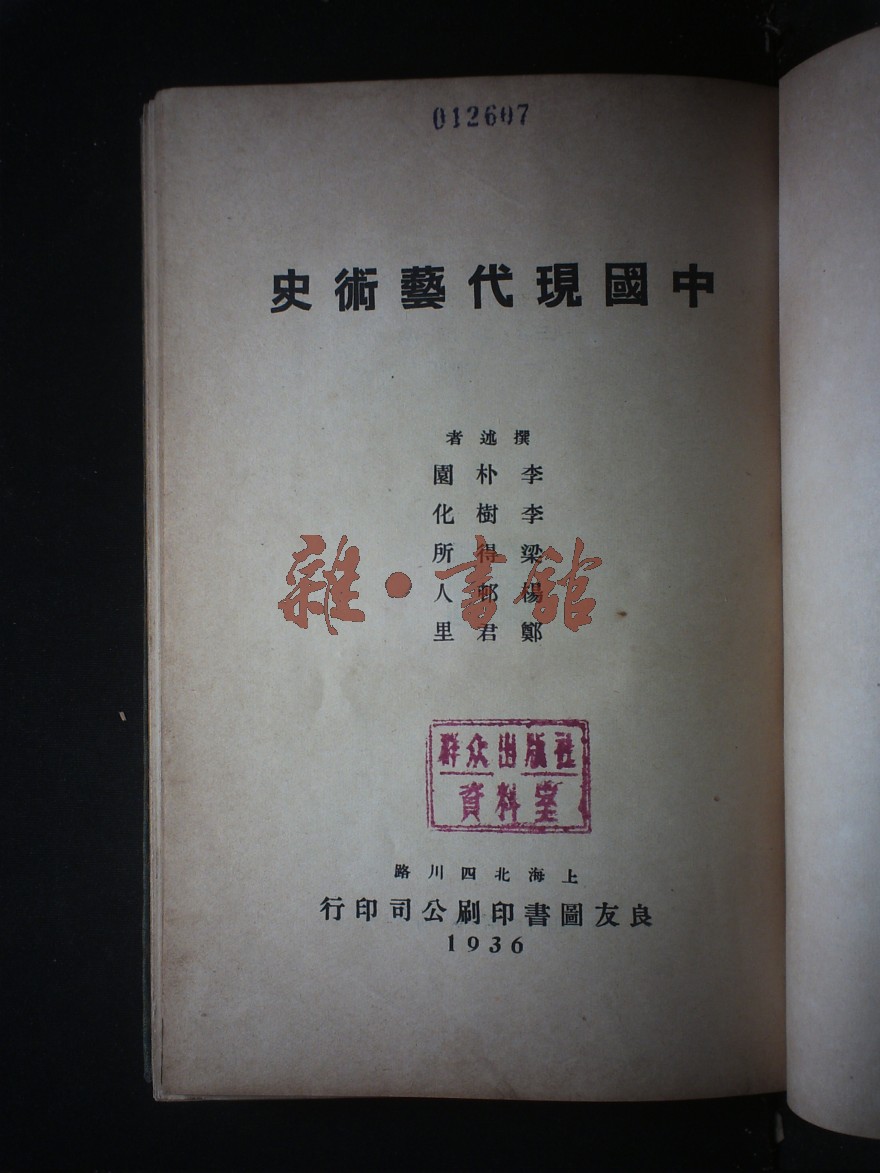 012607
中國現代藝術史
撰述者
李朴園
李樹化
梁得所
楊邨人
鄭君里
雜·書館
群众出版社
資料室
上海北四川路
良友圖書印刷公司印行
1936